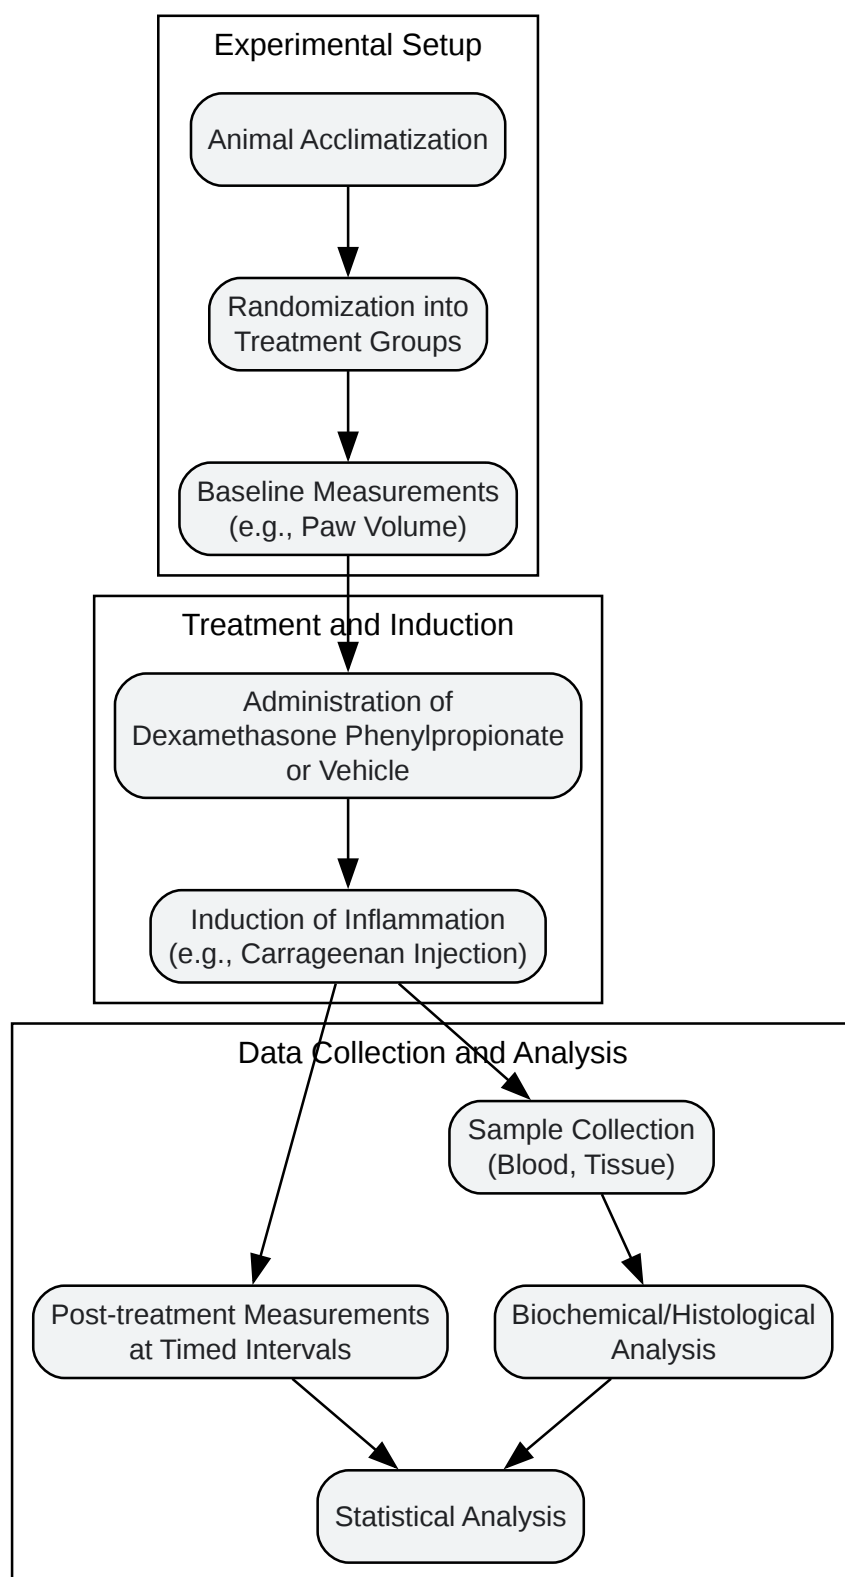 Experimental Setup
Animal Acclimatization
Randomization into
Treatment Groups
Baseline Measurements
(e.g., Paw Volume)
Treatment and Induction
Administration of
Dexamethasone Phenylpropionate
or Vehicle
Induction of Inflammation
(e.g., Carrageenan Injection)
Data Collection and Analysis
Sample Collection
(Blood, Tissue)
Post-treatment Measurements
at Timed Intervals
Biochemical/Histological
Analysis
Statistical Analysis